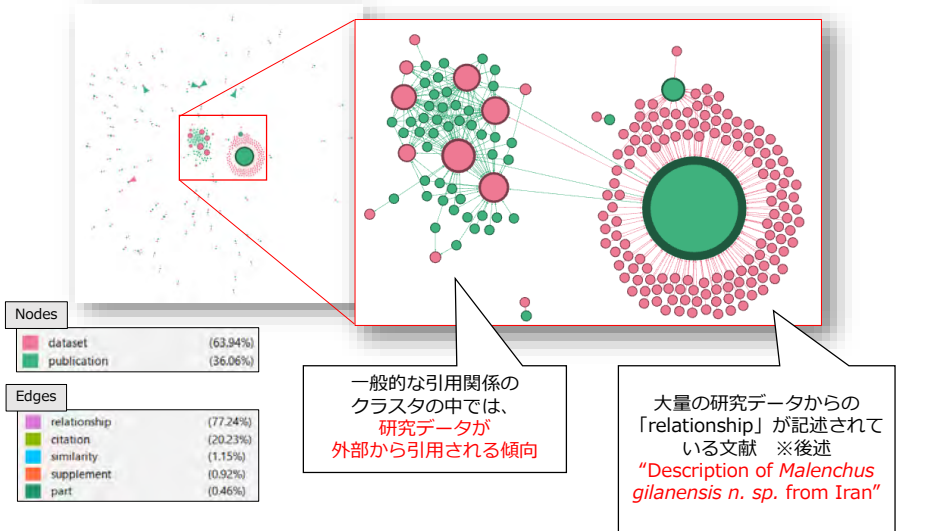 Nodes
dataset (63.94%)
publication (36.06%)
Edges
relationship (77.24%)
citation (20.23%)
similarity (1.15%)
supplement (0.92%)
part (0.46%)
一般的な引用関係の
クラスタの中では、
研究データが
外部から引用される傾向
大量の研究データからの
「relationship」が記述されて
いる文献　※後述
“Description of Malenchus
gilanensis n. sp. from Iran”